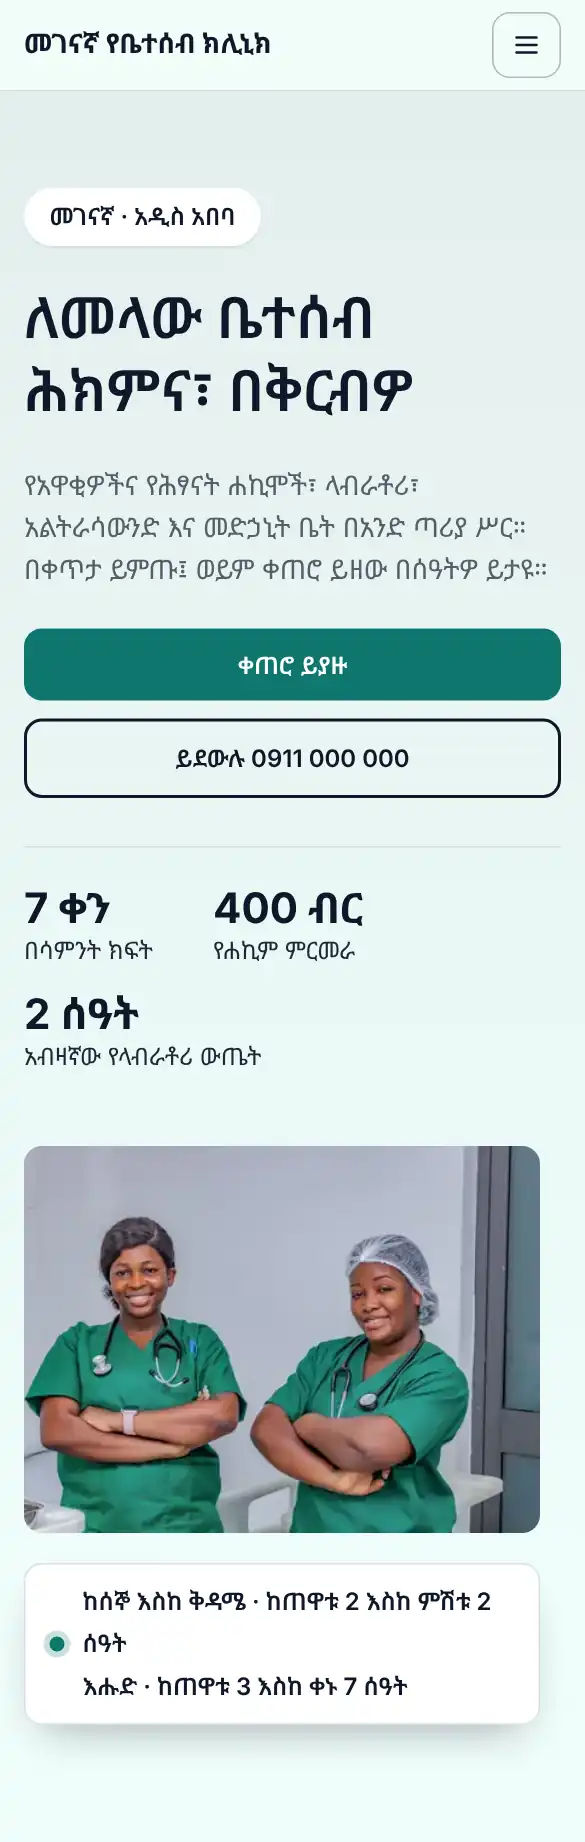 መገናኛ የቤተሰብ ክሊኒክ
መገናኛ · አዲስ አበባ
ለመላው ቤተሰብ
ሕክምና፣ በቅርብዎ
የአዋቂዎችና የሕፃናት ሐኪሞች፣ ላብራቶሪ፣
አልትራሳውንድ እና መድኃኒት ቤት በአንድ ጣሪያ ሥር።
በቀጥታ ይምጡ፤ ወይም ቀጠሮ ይዘው በሰዓትዎ ይታዩ።
ቀጠሮ ይያዙ
ይደውሉ 0911 000 000
7 ቀን
በሳምንት ክፍት
400 ብር
የሐኪም ምርመራ
2 ሰዓት
አብዛኛው የላብራቶሪ ውጤት
ከሰኞ እስከ ቅዳሜ · ከጠዋቱ 2 እስከ ምሽቱ 2
ሰዓት
እሑድ · ከጠዋቱ 3 እስከ ቀኑ 7 ሰዓት